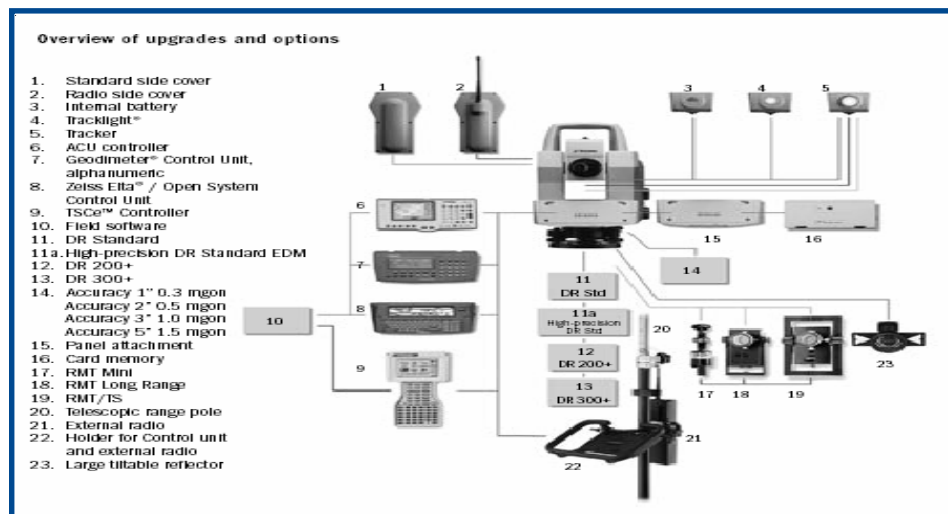 Overview of upgrades and options
1. Standard side cover
2. Radio side cover
3. Internal battery
4. Tracklight®
5. Tracker
6. ACU controller
7. Geodimeter® Control Unit,
alphanumeric
8. Zeiss Elta® / Open System
Control Unit
9. TSCe™ Controller
10. Field software
11. DR Standard
11a. High-precision DR Standard EDM
12. DR 200+
13. DR 300+
14. Accuracy 1" 0.3 mgon
Accuracy 2" 0.5 mgon
Accuracy 3" 1.0 mgon
Accuracy 5" 1.5 mgon
15. Panel attachment
16. Card memory
17. RMT Mini
18. RMT Long Range
19. RMT/TS
20. Telescopic range pole
21. External radio
22. Holder for Control unit
and external radio
23. Large tiltable reflector
1
2
3
4
5
6
7
8
9
10
11
DR Std
11a
High-precision
DR Std
12
DR 200+
13
DR 300+
14
15
16
17
18
19
20
21
22
23